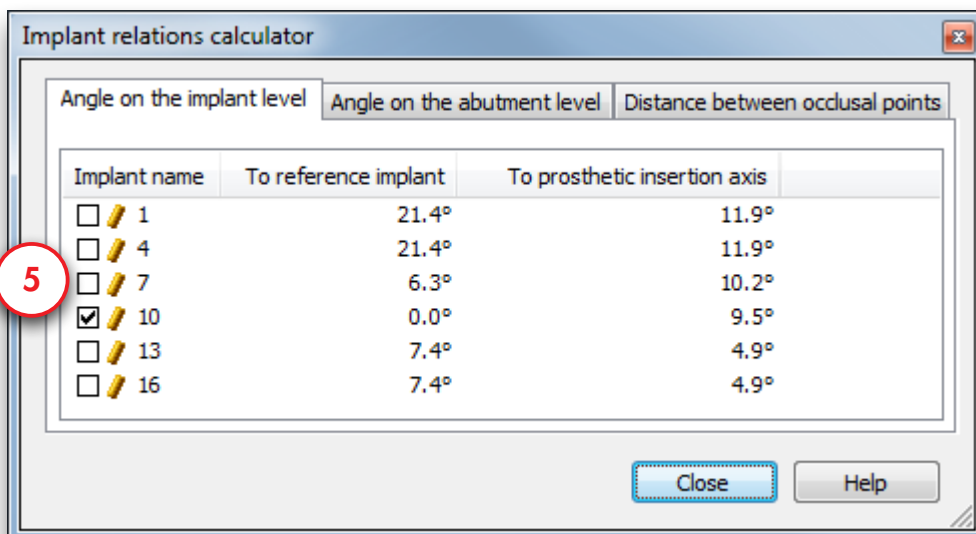 Implant relations calculator
Angle on the implant level Angle on the abutment level Distance between occlusal points
Implant name To reference implant To prosthetic insertion axis
1 21.4° 11.9°
4 21.4° 11.9°
5
7 6.3° 10.2°
10 0.0° 9.5°
13 7.4° 4.9°
16 7.4° 4.9°
Close Help